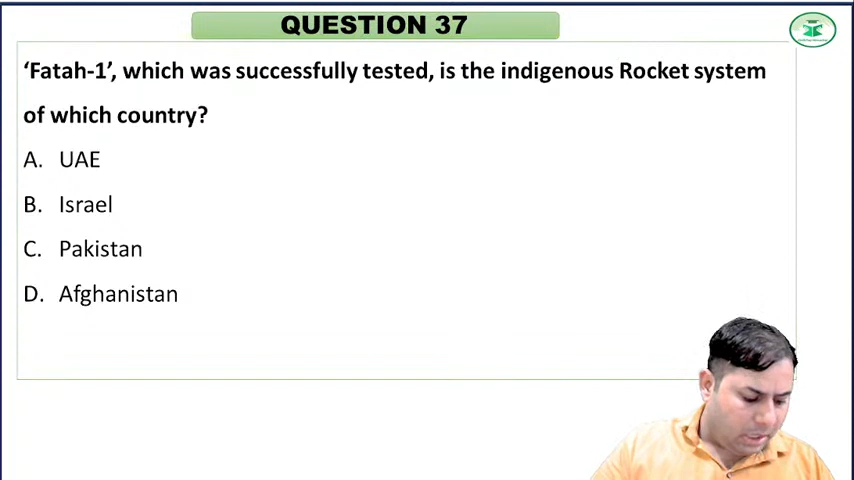 QUESTION 37
‘Fatah-1’, which was successfully tested, is the indigenous Rocket system
of which country?
A. UAE
B. Israel
C. Pakistan
D. Afghanistan